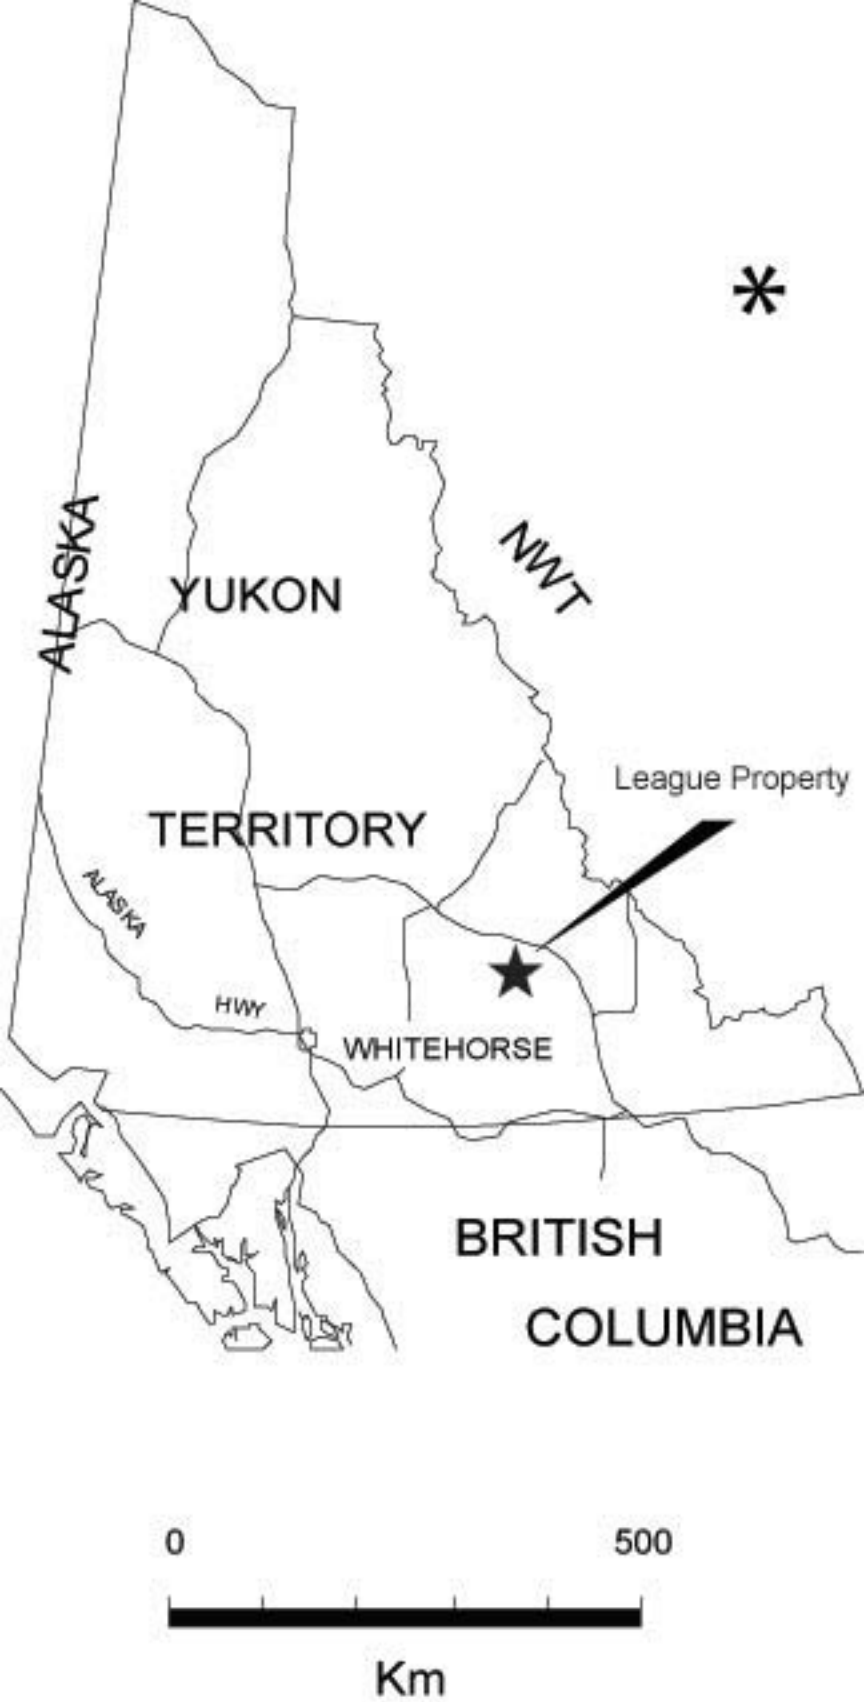 *
ALASKA
NWT
YUKON
League Property
TERRITORY
ALASKA
HWY
WHITEHORSE
BRITISH
COLUMBIA
0 500
Km